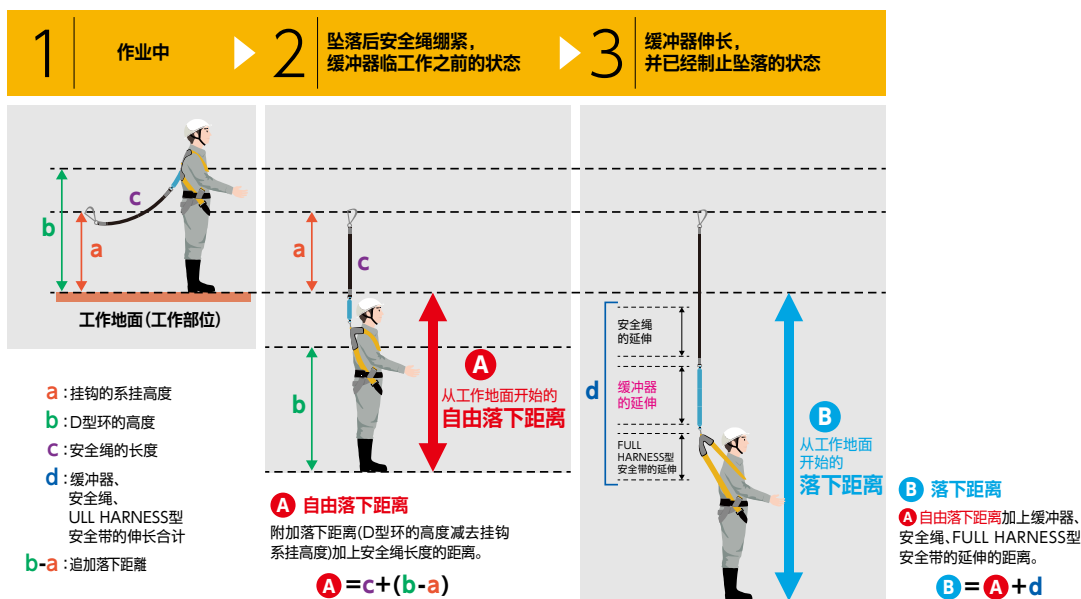 1
作业中
2
坠落后安全绳绷紧，
缓冲器临工作之前的状态
3
缓冲器伸长，
并已经制止坠落的状态
c
b
a
工作地面(工作部位)
a
c
b
A
从工作地面开始的
自由落下距离
d
安全绳
的延伸
缓冲器
的延伸
FULL
HARNESS型
安全带的延伸
B
从工作地面
开始的
落下距离
a：挂钩的系挂高度
b：D型环的高度
c：安全绳的长度
d：缓冲器、
安全绳、
ULL HARNESS型
安全带的伸长合计
b-a：追加落下距離
A 自由落下距离
附加落下距离(D型环的高度减去挂钩
系挂高度)加上安全绳长度的距离。
A=c+(b-a)
B 落下距离
A自由落下距离加上缓冲器、
安全绳、FULL HARNESS型
安全带的延伸的距离。
B=A+d